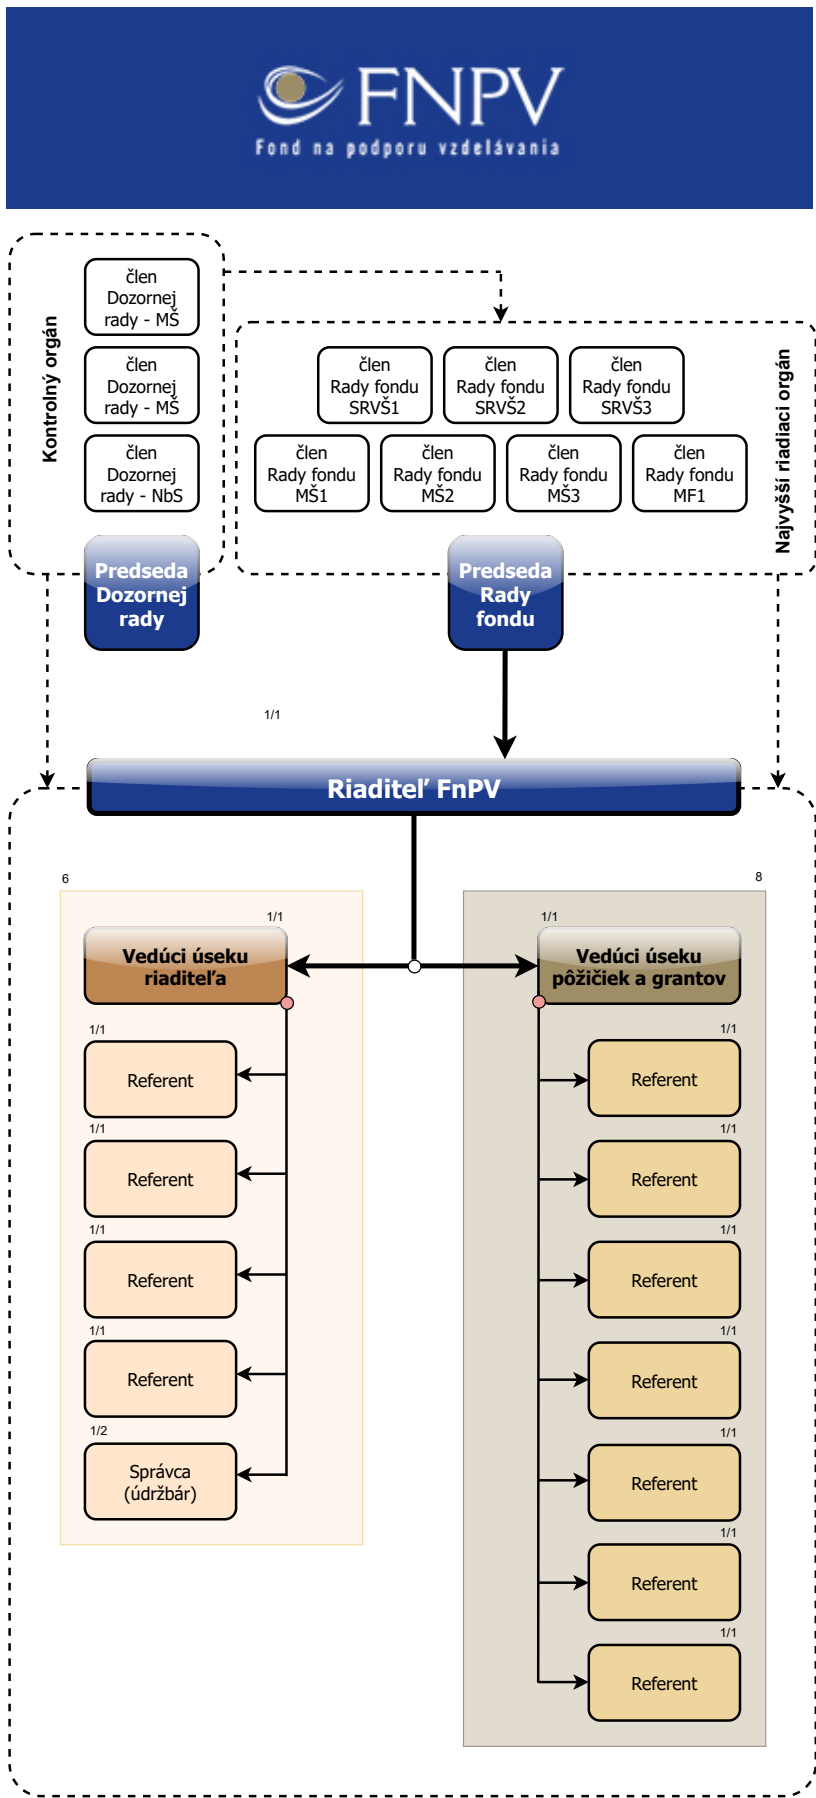 FNPV
Fond na podporu vzdelávania
Kontrolný orgán
člen
Dozornej
rady - MŠ
člen
Dozornej
rady - MŠ
člen
Dozornej
rady - NbS
Predseda
Dozornej
rady
Najvyšší riadiaci orgán
člen
Rady fondu
SRVŠ1
člen
Rady fondu
SRVŠ2
člen
Rady fondu
SRVŠ3
člen
Rady fondu
MŠ1
člen
Rady fondu
MŠ2
člen
Rady fondu
MŠ3
člen
Rady fondu
MF1
Predseda
Rady
fondu
1/1
Riaditeľ FnPV
6
1/1
Vedúci úseku
riaditeľa
1/1
Referent
1/1
Referent
1/1
Referent
1/1
Referent
1/2
Správca
(údržbár)
8
1/1
Vedúci úseku
pôžičiek a grantov
1/1
Referent
1/1
Referent
1/1
Referent
1/1
Referent
1/1
Referent
1/1
Referent
1/1
Referent